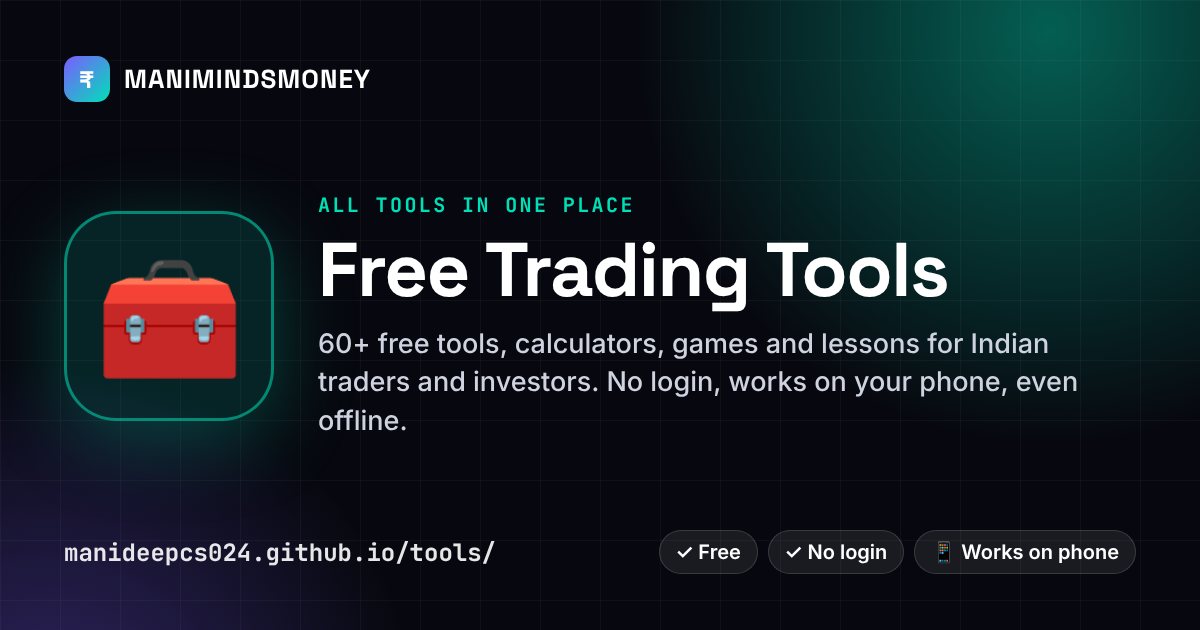 ₹ MANIMINDSMONEY
ALL TOOLS IN ONE PLACE
Free Trading Tools
60+ free tools, calculators, games and lessons for Indian
traders and investors. No login, works on your phone, even
offline.
manideepcs024.github.io/tools/
✓ Free ✓ No login 📱 Works on phone